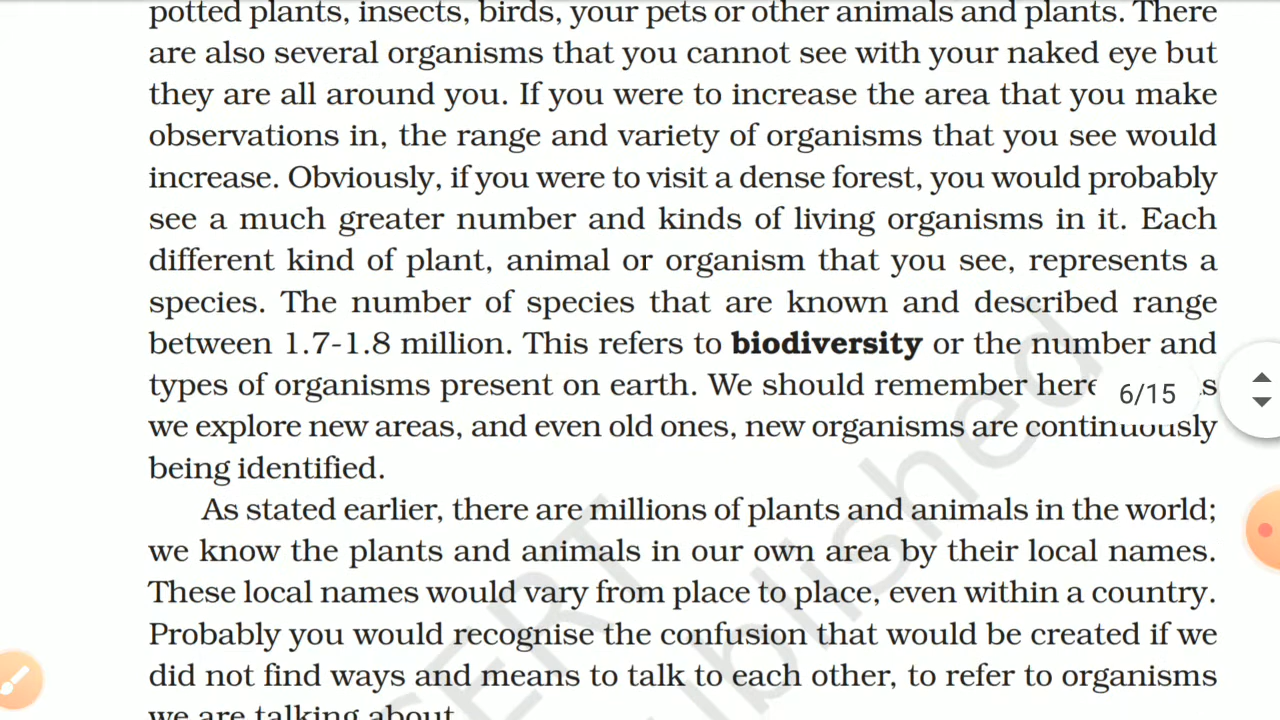 potted plants, insects, birds, your pets or other animals and plants. There
are also several organisms that you cannot see with your naked eye but
they are all around you. If you were to increase the area that you make
observations in, the range and variety of organisms that you see would
increase. Obviously, if you were to visit a dense forest, you would probably
see a much greater number and kinds of living organisms in it. Each
different kind of plant, animal or organism that you see, represents a
species. The number of species that are known and described range
between 1.7-1.8 million. This refers to biodiversity or the number and
types of organisms present on earth. We should remember here
6/15
we explore new areas, and even old ones, new organisms are continuously
being identified.
As stated earlier, there are millions of plants and animals in the world;
we know the plants and animals in our own area by their local names.
These local names would vary from place to place, even within a country.
Probably you would recognise the confusion that would be created if we
did not find ways and means to talk to each other, to refer to organisms
we are talking about.